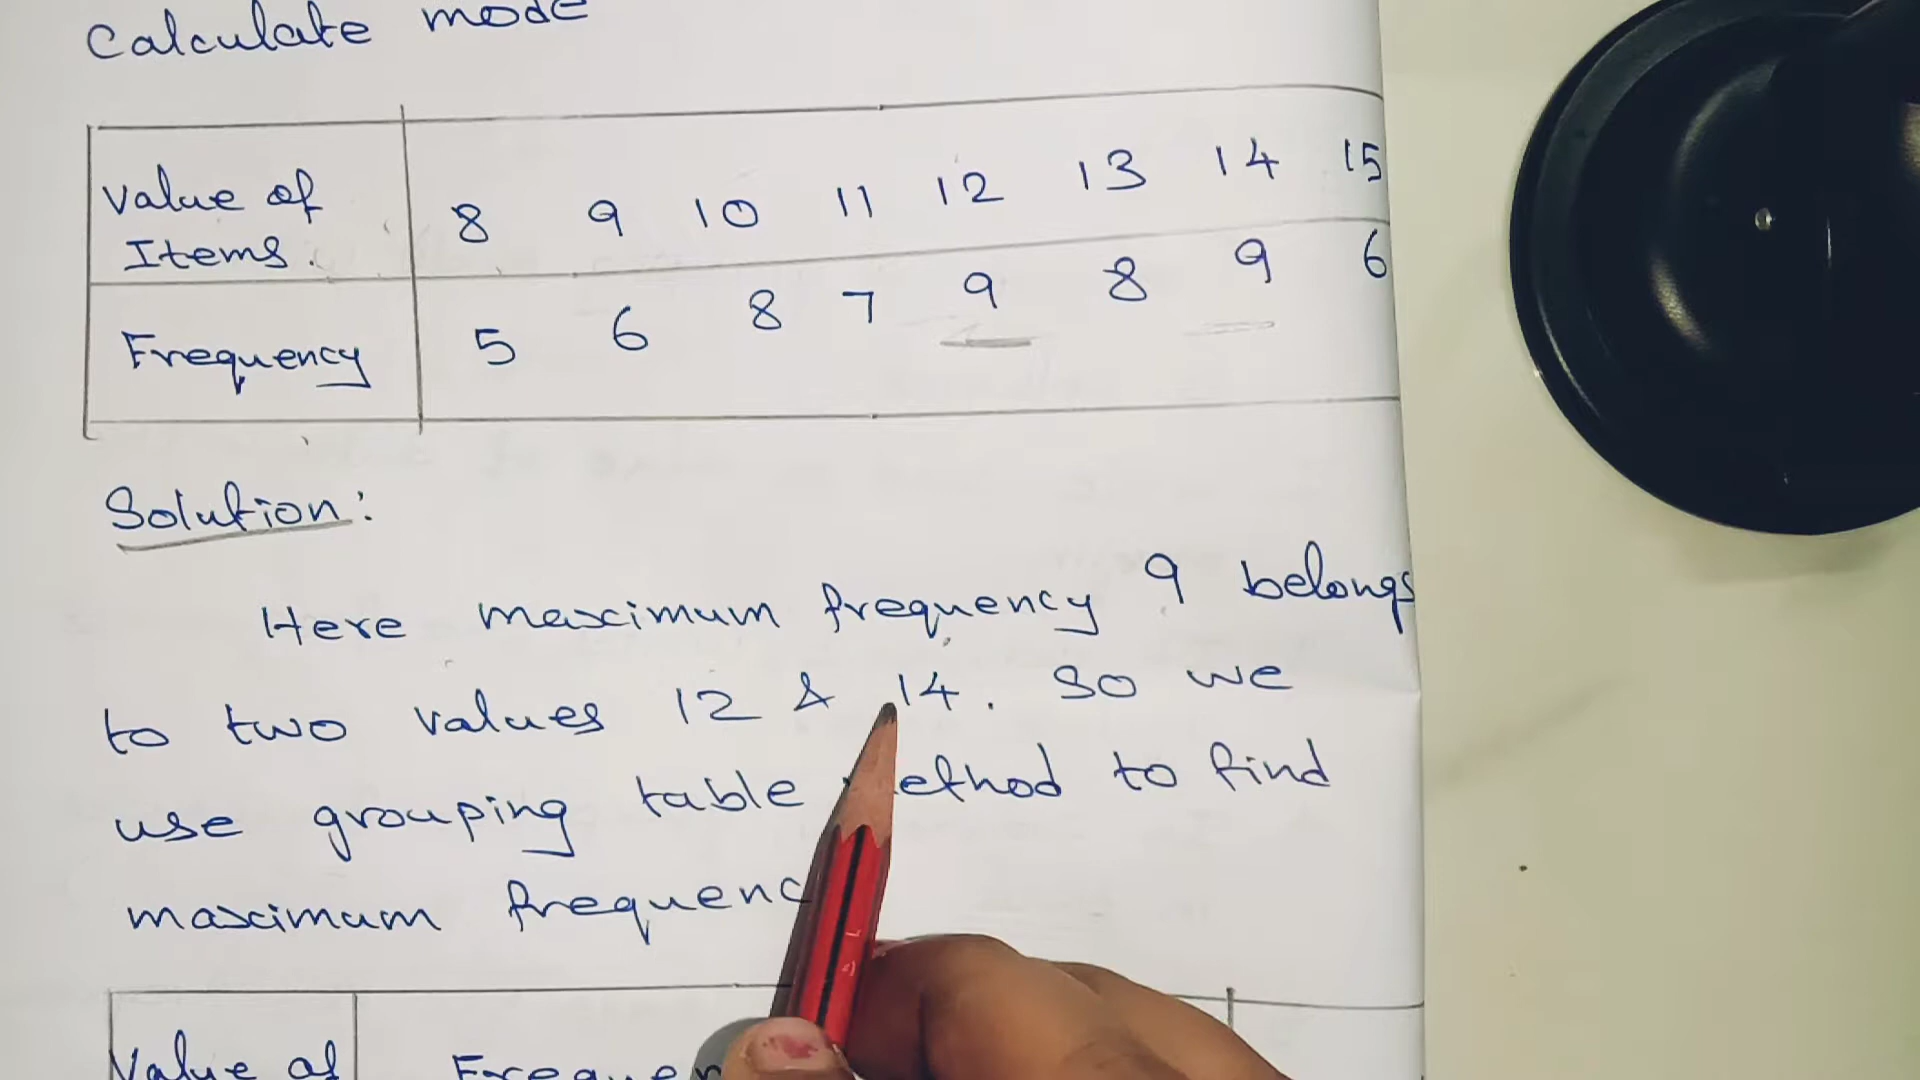 Calculate mode
Value of Items. 8 9 10 11 12 13 14 15
Frequency 5 6 8 7 9 8 9 6
Solution:
Here maximum frequency 9 belongs
to two values 12 & 14. So we
use grouping table method to find
maximum frequenc
Value of Frequen